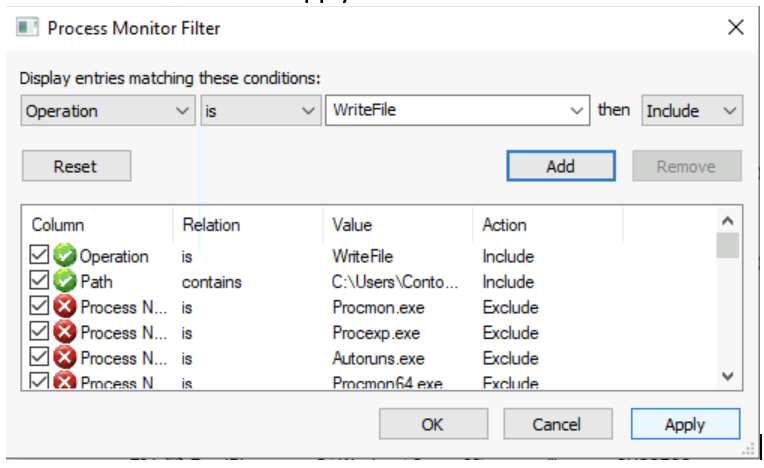 Process Monitor Filter
Display entries matching these conditions:
Operation is WriteFile then Include
Reset Add Remove
Column Relation Value Action
Operation is WriteFile Include
Path contains C:\Users\Conto... Include
Process N... is Procmon.exe Exclude
Process N... is Procexp.exe Exclude
Process N... is Autoruns.exe Exclude
Process N is Procmon64.exe Exclude
OK Cancel Apply